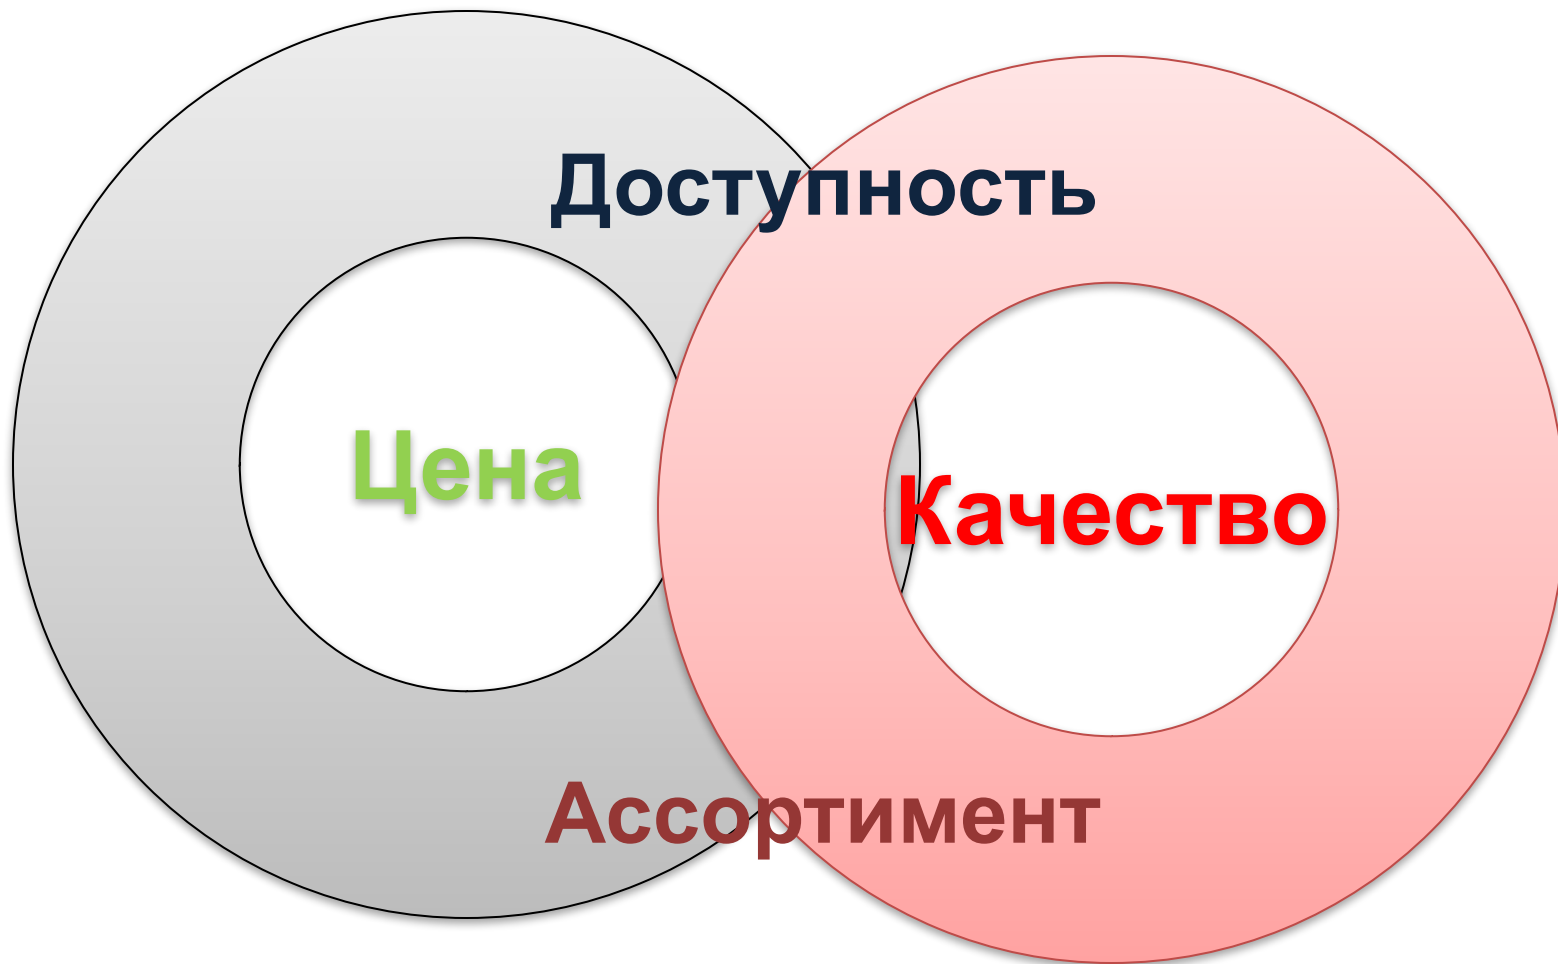 Доступность
Цена
Качество
Ассортимент